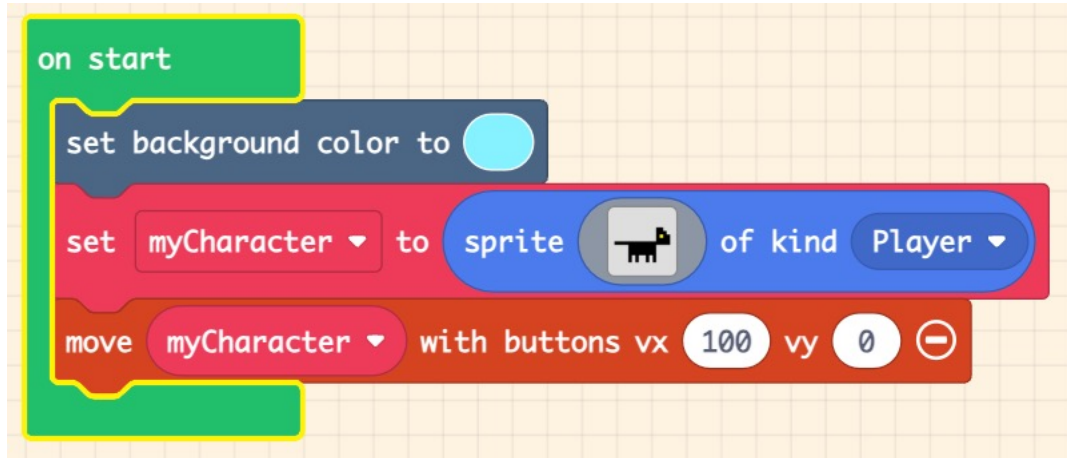 on start
set background color to
set myCharacter to sprite of kind Player
move myCharacter with buttons vx 100 vy 0